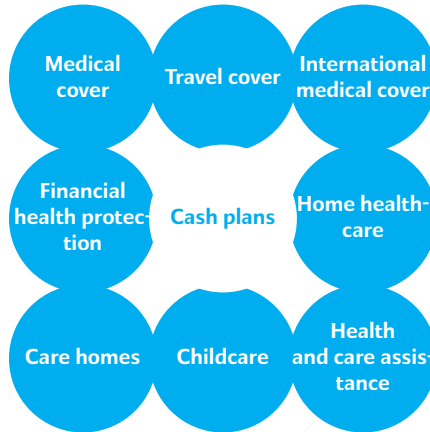 Medical
cover
Travel cover
International
medical cover
Financial
health protec-
tion
Cash plans
Home health-
care
Care homes
Childcare
Health
and care assis-
tance